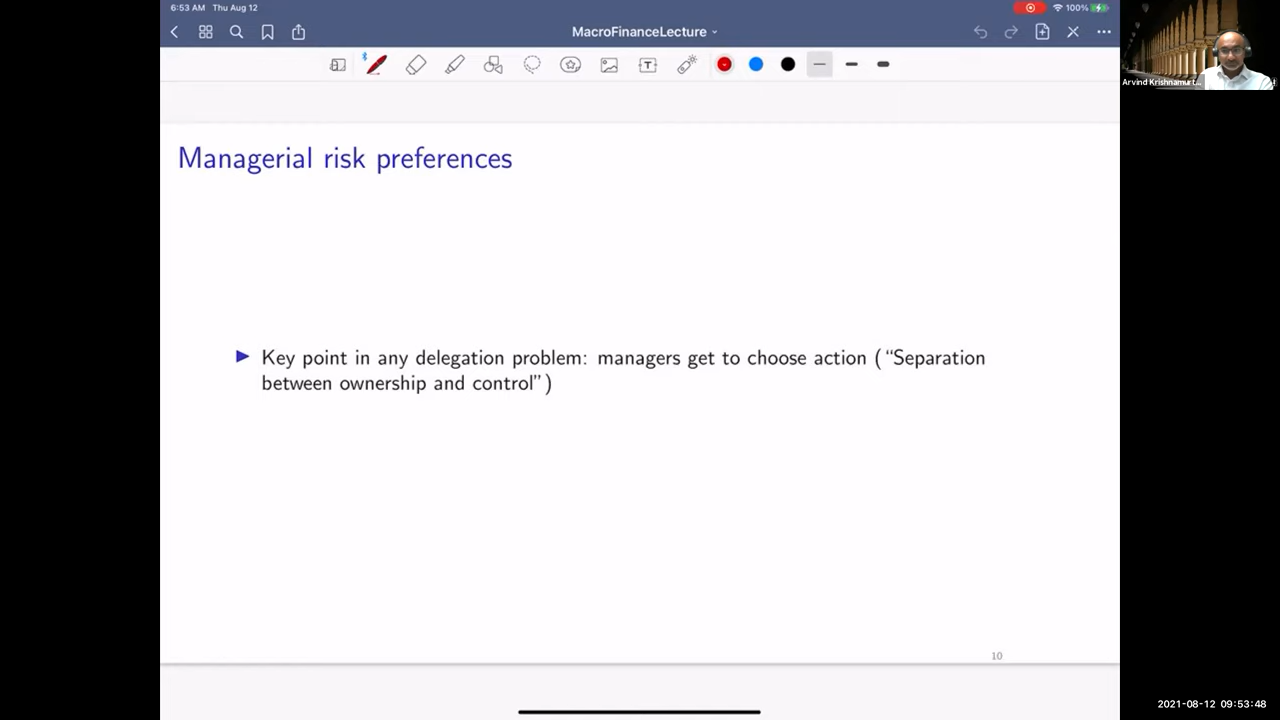 6:53 AM Thu Aug 12
100%
MacroFinanceLecture
T
Arvind Krishnamurt...
Managerial risk preferences
Key point in any delegation problem: managers get to choose action (“Separation
between ownership and control”)
10
2021-08-12 09:53:48